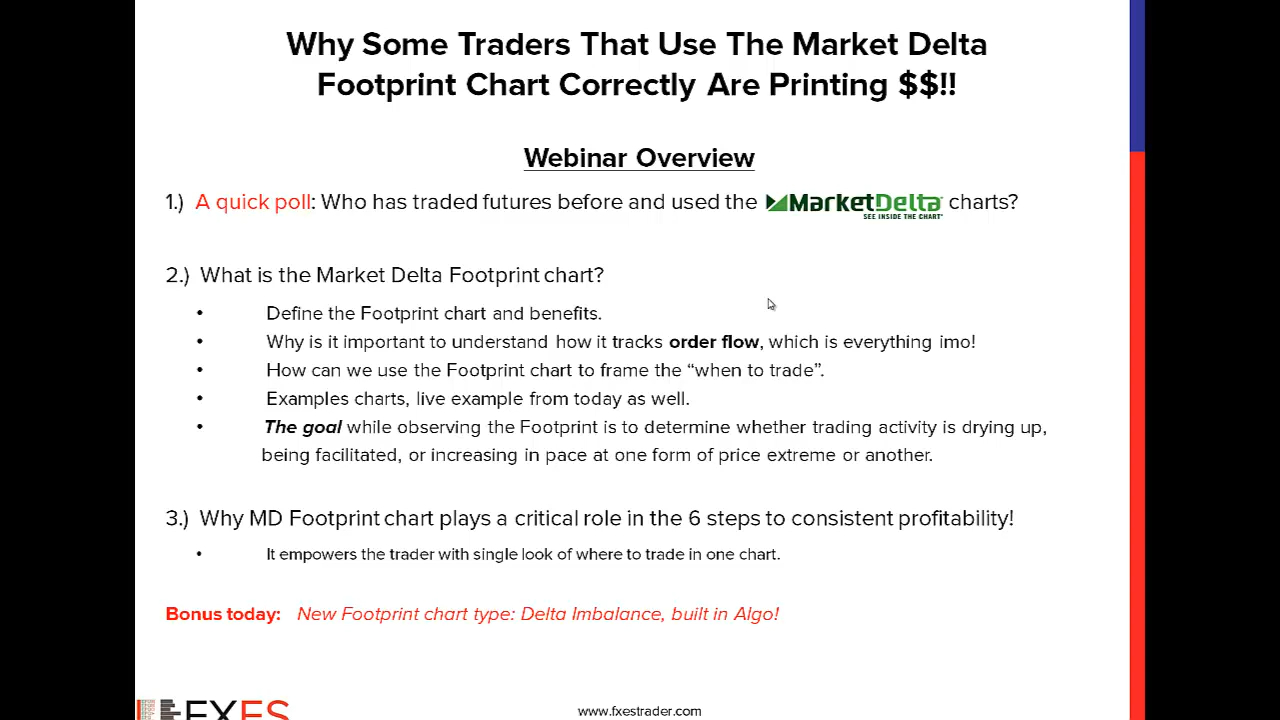 Why Some Traders That Use The Market Delta
Footprint Chart Correctly Are Printing $$!!
Webinar Overview
1.) A quick poll: Who has traded futures before and used the MarketDelta charts?
SEE INSIDE THE CHART
2.) What is the Market Delta Footprint chart?
• Define the Footprint chart and benefits.
• Why is it important to understand how it tracks order flow, which is everything imo!
• How can we use the Footprint chart to frame the “when to trade”.
• Examples charts, live example from today as well.
• The goal while observing the Footprint is to determine whether trading activity is drying up,
being facilitated, or increasing in pace at one form of price extreme or another.
3.) Why MD Footprint chart plays a critical role in the 6 steps to consistent profitability!
• It empowers the trader with single look of where to trade in one chart.
Bonus today: New Footprint chart type: Delta Imbalance, built in Algo!
FXES
www.fxestrader.com